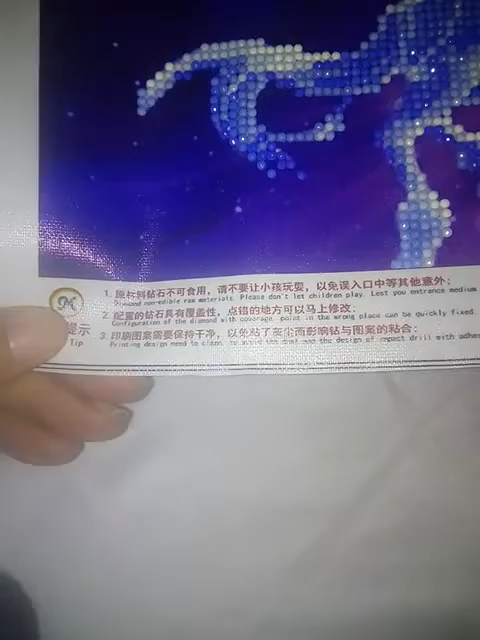 M
提示
Tip
1. 原材料钻石不可食用，请不要让小孩玩耍，以免误入口中等其他意外；
Diamond non-edible raw materials. Please don't let children play. Lest you entrance medium
2. 配置的钻石具有覆盖性，点错的地方可以马上修改；
Configuration of the diamond with coverage, point in the wrong place can be quickly fixed
3. 印刷图案需要保持干净，以免粘了灰尘而影响钻与图案的粘合；
Printing design need to clean, to avoid the dust and the design of impact drill with adhes